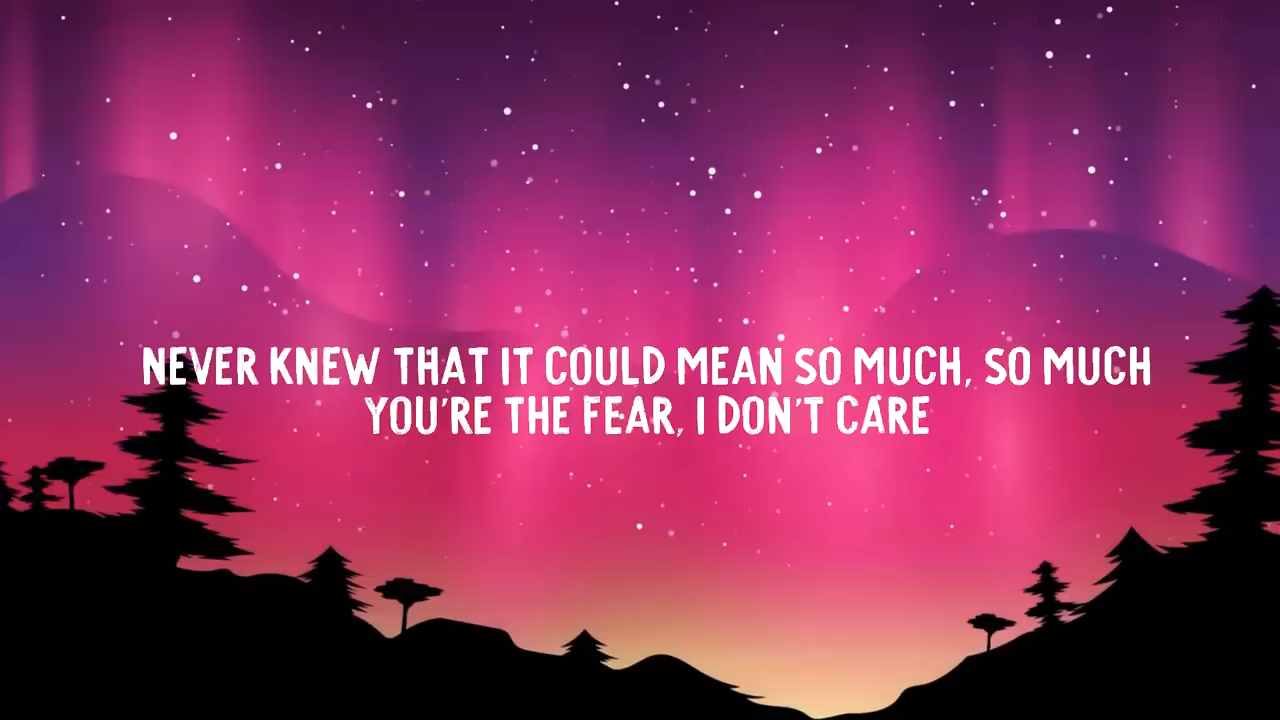 NEVER KNEW THAT IT COULD MEAN SO MUCH, SO MUCH
YOU'RE THE FEAR, I DON'T CARE